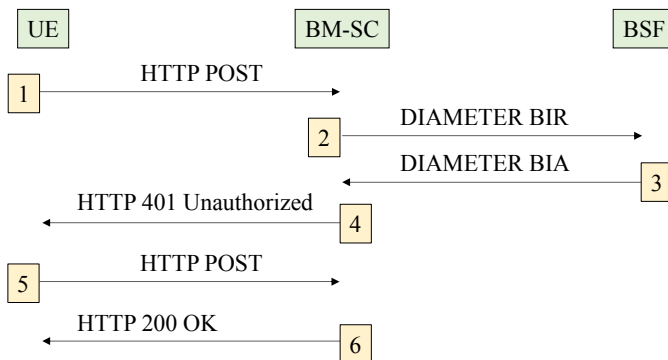 UE
BM-SC
BSF
HTTP POST
1
DIAMETER BIR
2
DIAMETER BIA
3
HTTP 401 Unauthorized
4
HTTP POST
5
HTTP 200 OK
6